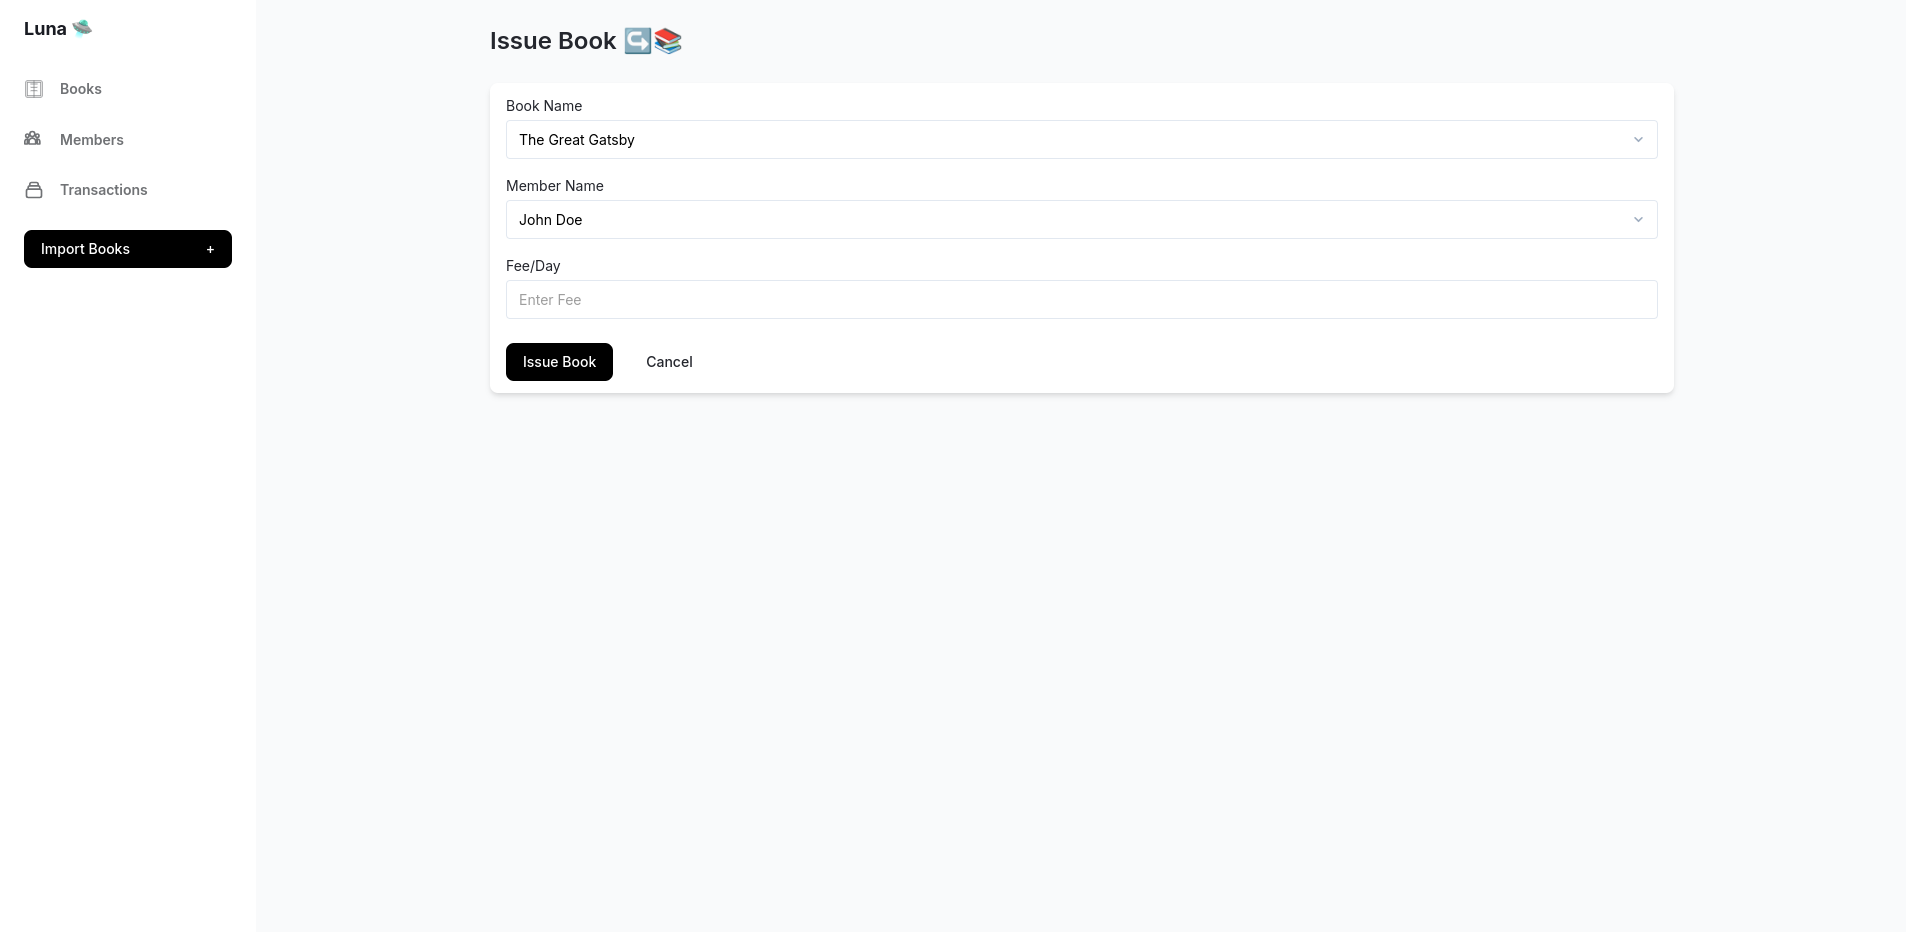 Luna 🛸
Books
Members
Transactions
Import Books +
Issue Book ↪️📚
Book Name
The Great Gatsby
Member Name
John Doe
Fee/Day
Enter Fee
Issue Book Cancel